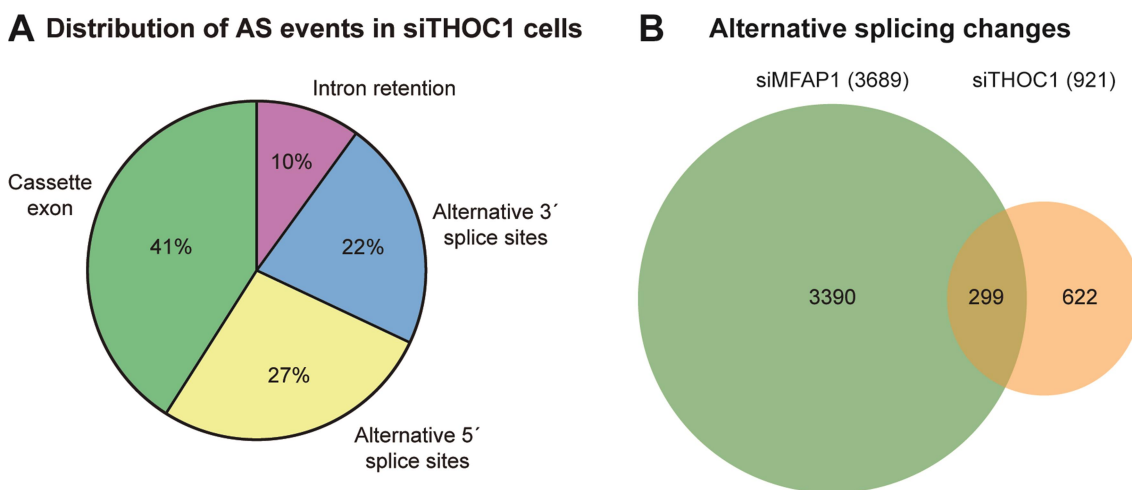 A Distribution of AS events in siTHOC1 cells
Intron retention
10%
Cassette
exon
41%
Alternative 3´
splice sites
22%
27%
Alternative 5´
splice sites
B Alternative splicing changes
siMFAP1 (3689)
siTHOC1 (921)
3390
299
622